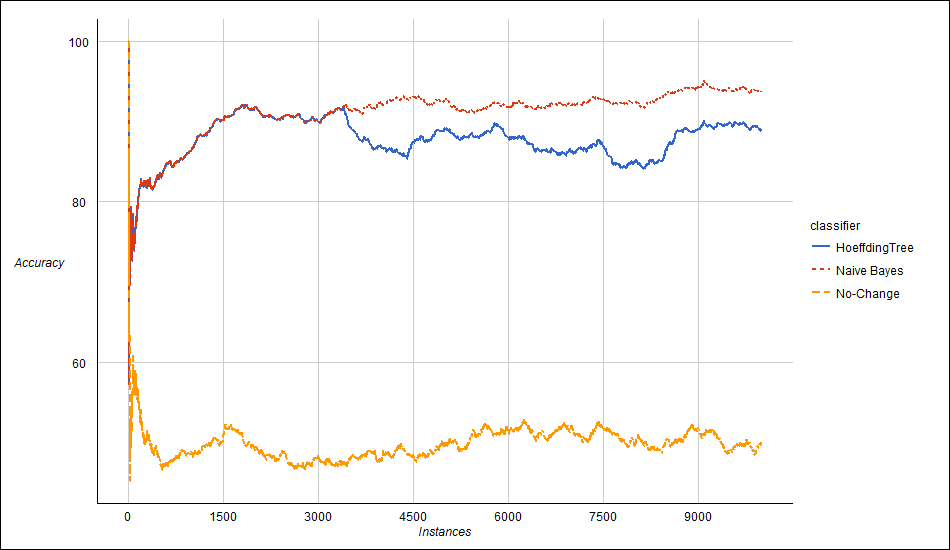 100
80
60
Accuracy
0 1500 3000 4500 6000 7500 9000
Instances
classifier
HoeffdingTree
Naive Bayes
No-Change